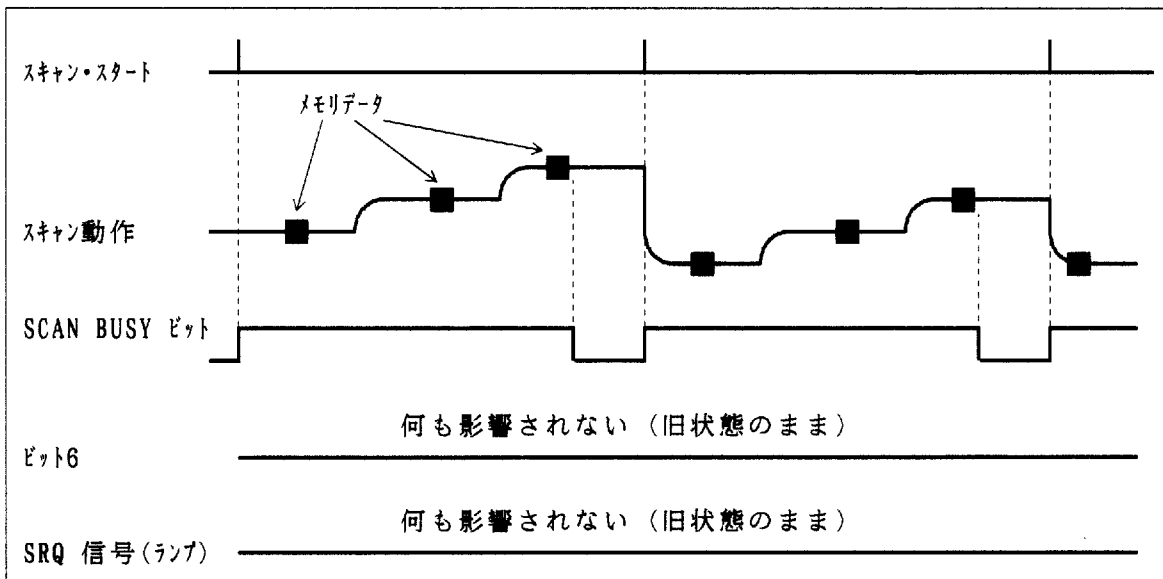 スキャン・スタート
メモリデータ
スキャン動作
SCAN BUSY ビット
何も影響されない（旧状態のまま）
ビット6
何も影響されない（旧状態のまま）
SRQ 信号(ランプ)